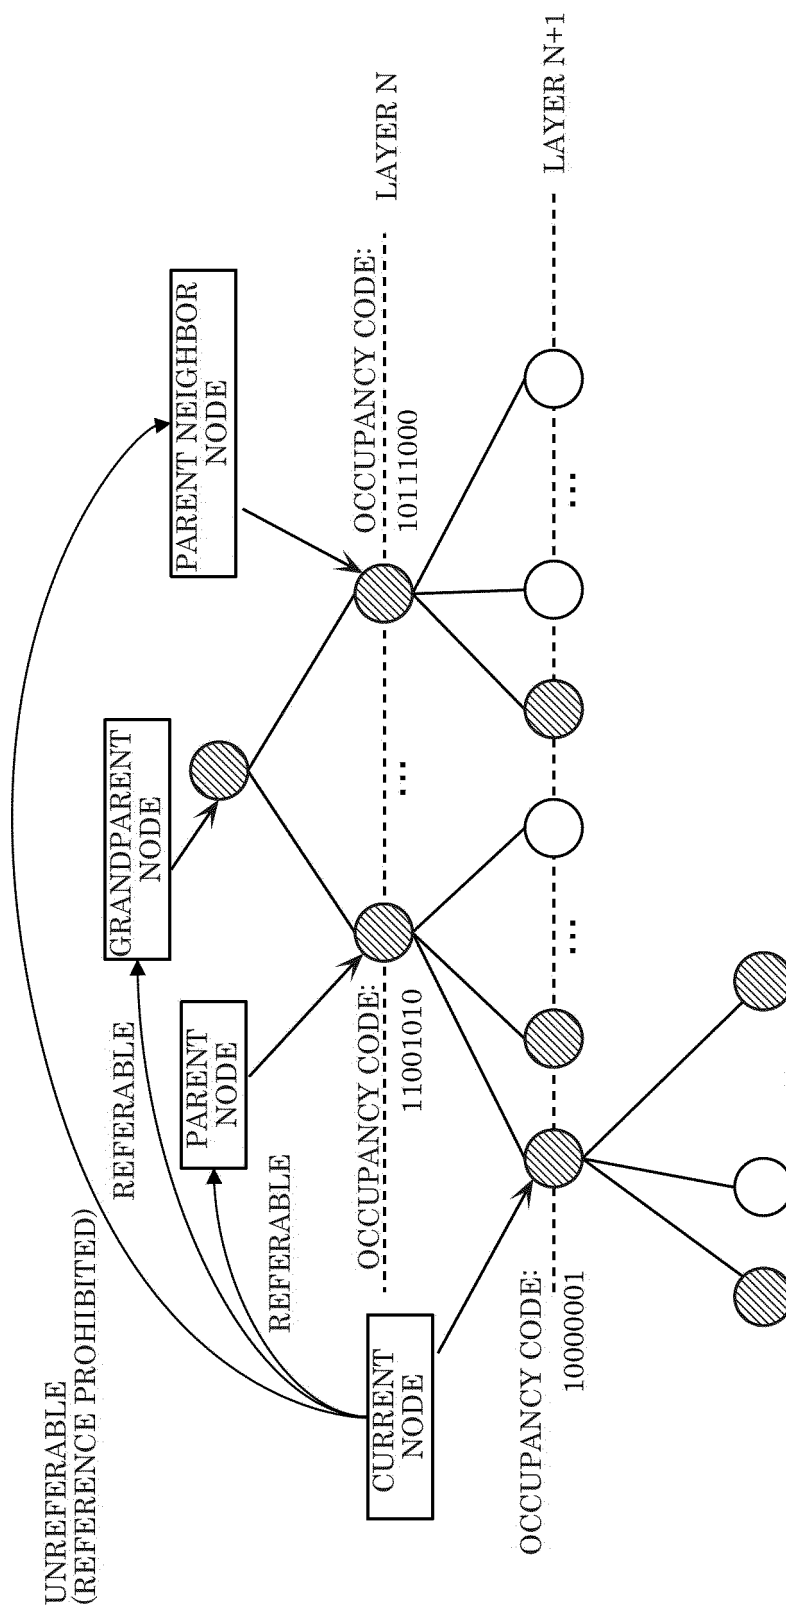 UNREFERABLE
(REFERENCE PROHIBITED)
REFERABLE
GRANDPARENT
NODE
PARENT NEIGHBOR
NODE
PARENT
NODE
REFERABLE
CURRENT
NODE
OCCUPANCY CODE:
11001010
...
OCCUPANCY CODE:
10111000
LAYER N
OCCUPANCY CODE:
10000001
...
...
LAYER N+1